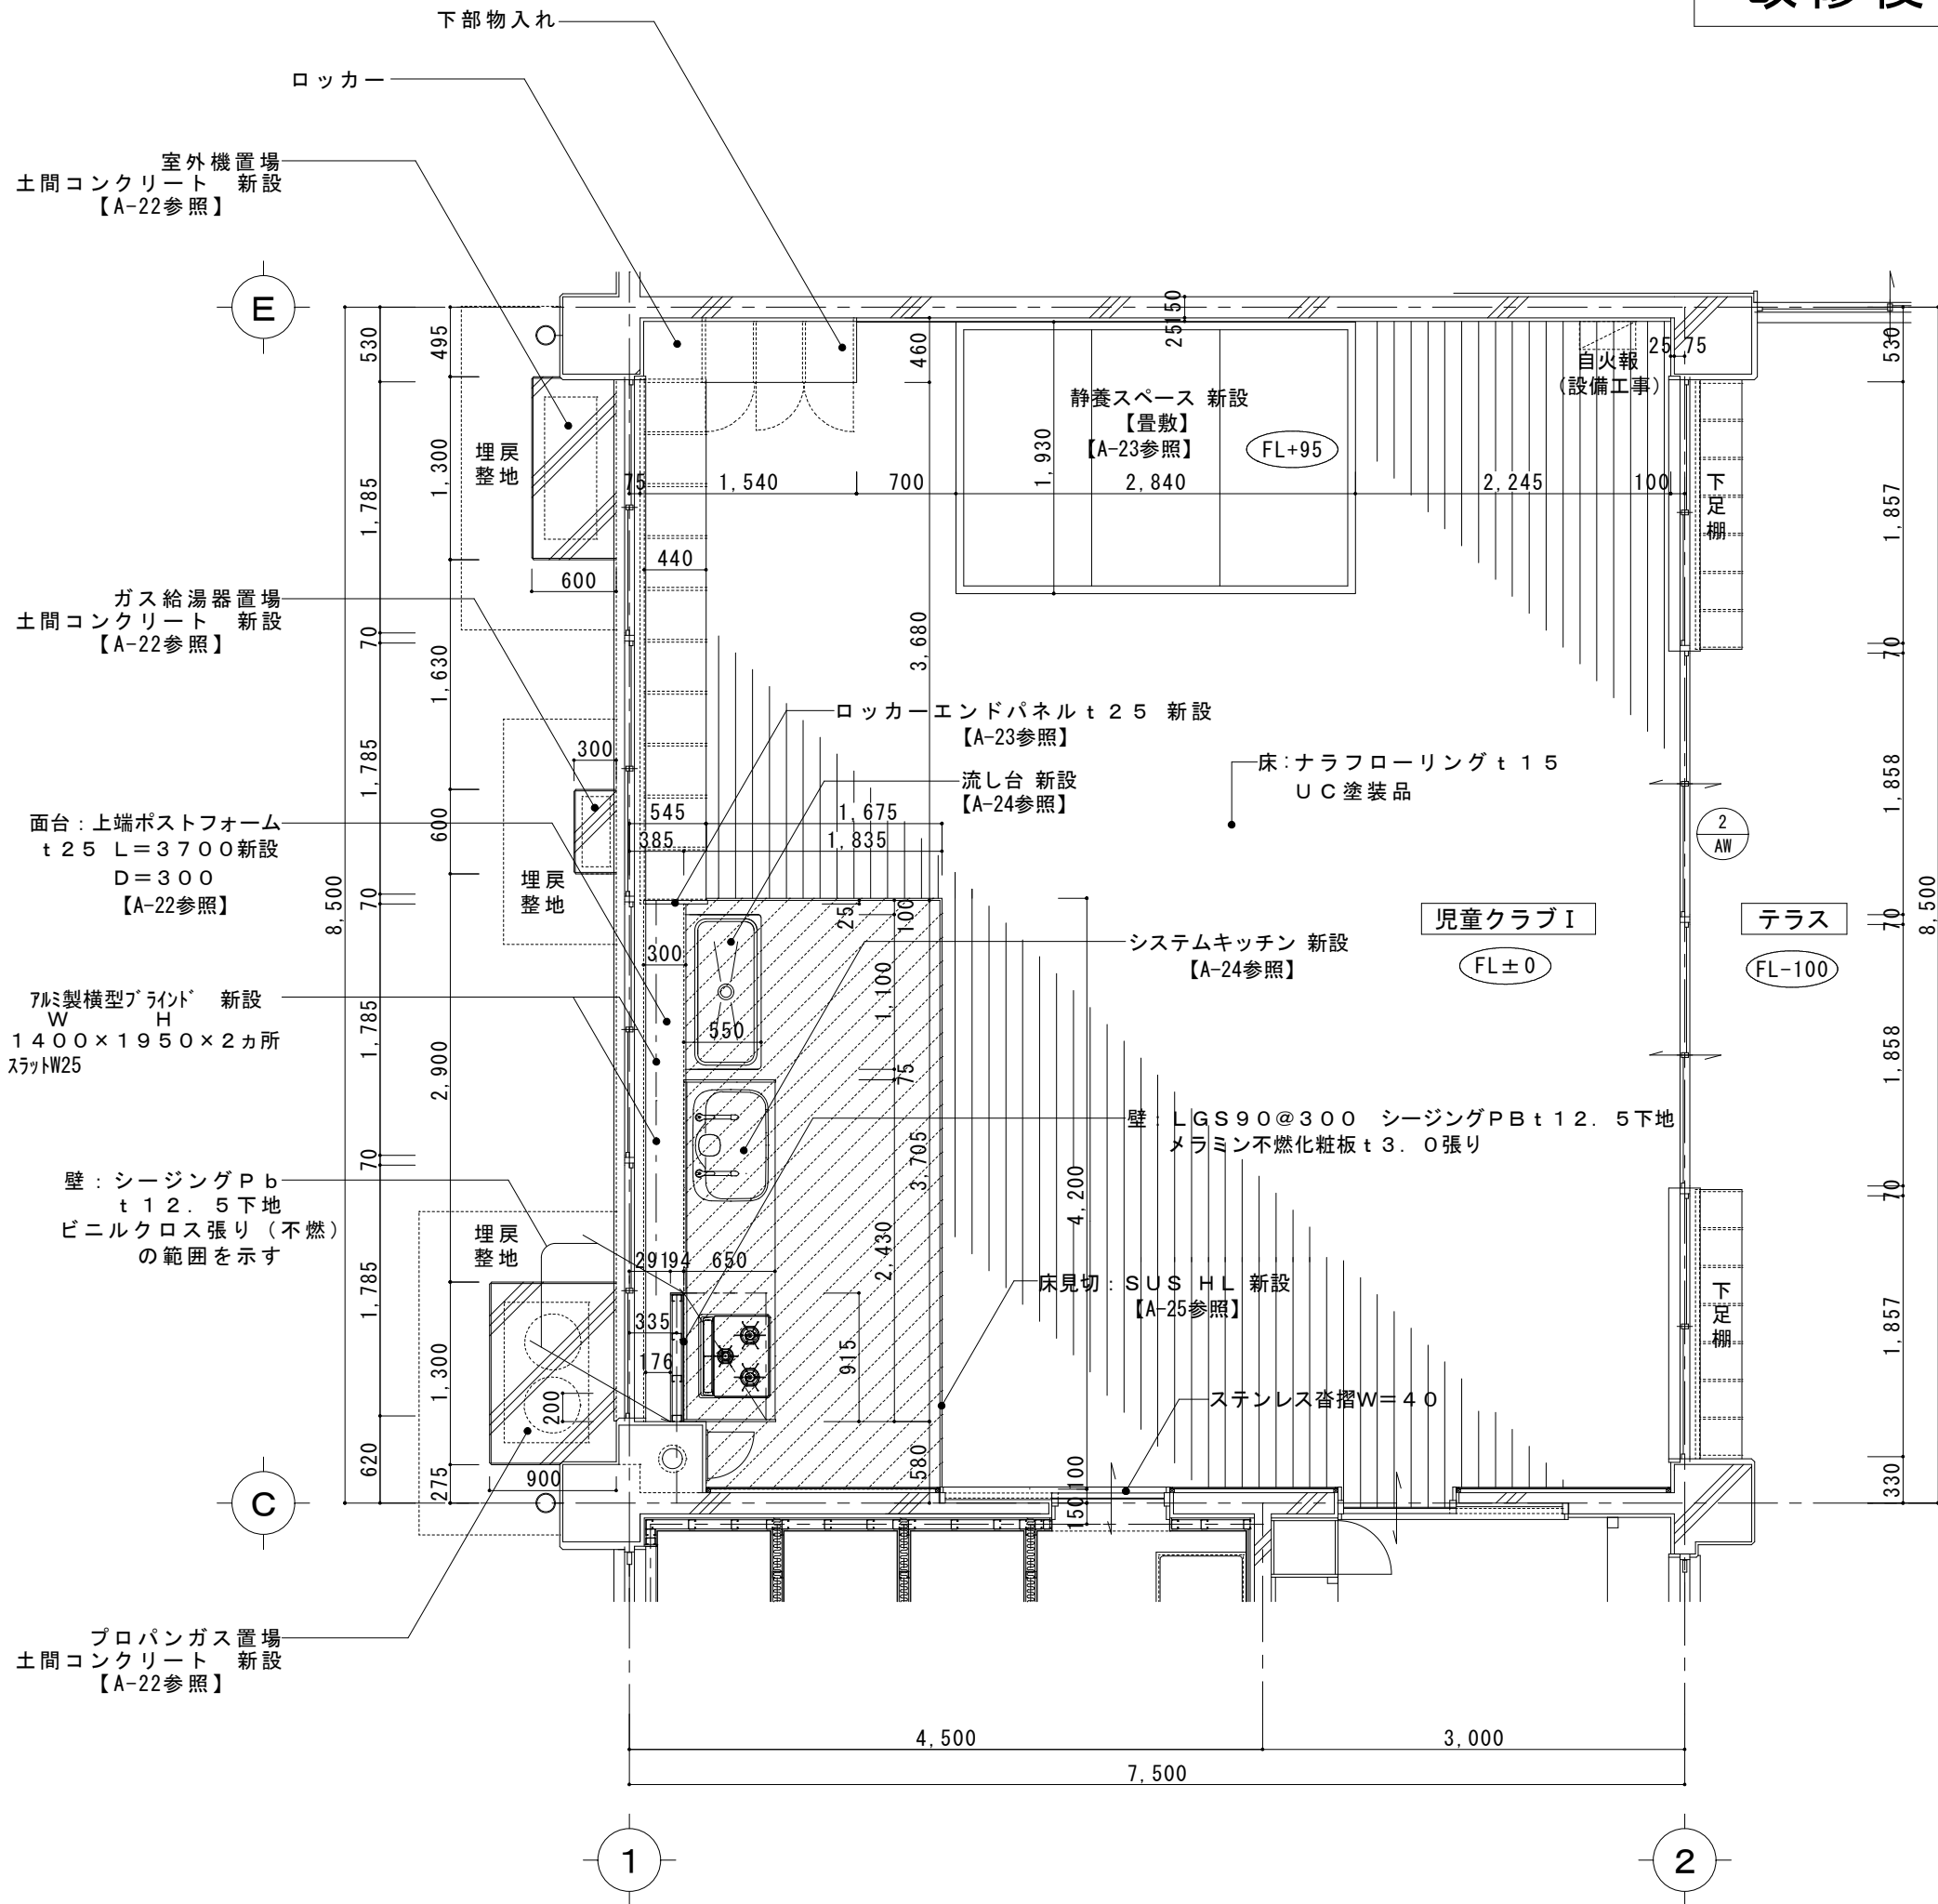 下部物入れ
ロッカー
室外機置場
土間コンクリート 新設
【A-22参照】
E
530
495
25150
460
自火報
(設備工事)
25 75
530
静養スペース 新設
【畳敷】
【A-23参照】
FL+95
1,930
埋戻
整地
1,300
1,785
75
1,540
700
2,840
2,245
100
下足棚
1,857
440
600
ガス給湯器置場
土間コンクリート 新設
【A-22参照】
70
1,630
3,680
70
ロッカーエンドパネルt25 新設
【A-23参照】
300
1,785
流し台 新設
【A-24参照】
床:ナラフローリングt15
UC塗装品
1,858
545
1,675
385
1,835
2
AW
面台:上端ポストフォーム
t25 L=3700新設
D=300
【A-22参照】
600
8,500
70
埋戻
整地
25
100
児童クラブⅠ
テラス
70
8,500
300
システムキッチン 新設
【A-24参照】
FL±0
FL-100
1,100
アルミ製横型ブラインド 新設
W H
1400×1950×2ヵ所
スラットW25
1,785
550
2,900
75
1,858
壁:LGS90@300 シージングPBt12.5下地
メラミン不燃化粧板t3.0張り
3,705
4,200
70
壁:シージングPb
t12.5下地
ビニルクロス張り(不燃)
の範囲を示す
70
埋戻
整地
29194 650
2,430
床見切:SUS HL 新設
【A-25参照】
下足棚
1,785
335
176
915
1,300
1,857
200
ステンレス沓摺W=40
620
275
900
580
150100
330
C
プロパンガス置場
土間コンクリート 新設
【A-22参照】
4,500
3,000
7,500
1
2